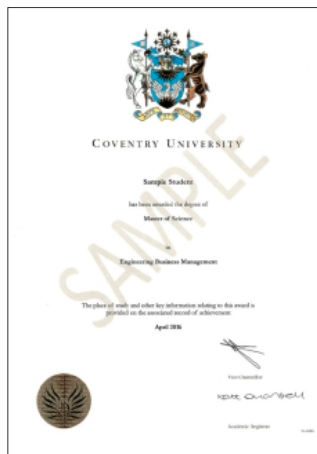 COVENTRY UNIVERSITY
Sample Student
has been awarded the degree of
Master of Science
in
Engineering Business Management
SAMPLE
The place of study and other key information relating to this award is
provided on the associated record of achievement
April 2016
Vice-Chancellor
Academic Registrar